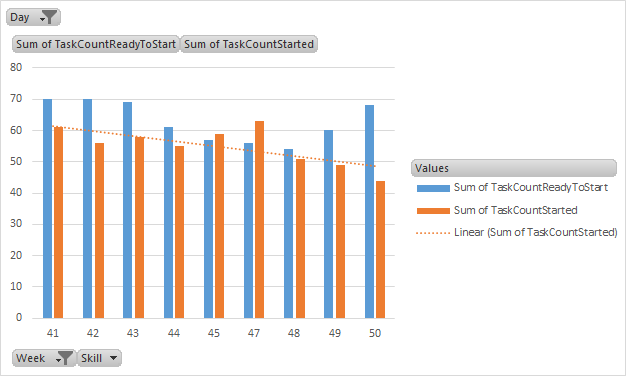 Day
Sum of TaskCountReadyToStart Sum of TaskCountStarted
80
70
60
50
40
30
20
10
0
41 42 43 44 45 47 48 49 50
Values
Sum of TaskCountReadyToStart
Sum of TaskCountStarted
Linear (Sum of TaskCountStarted)
Week Skill